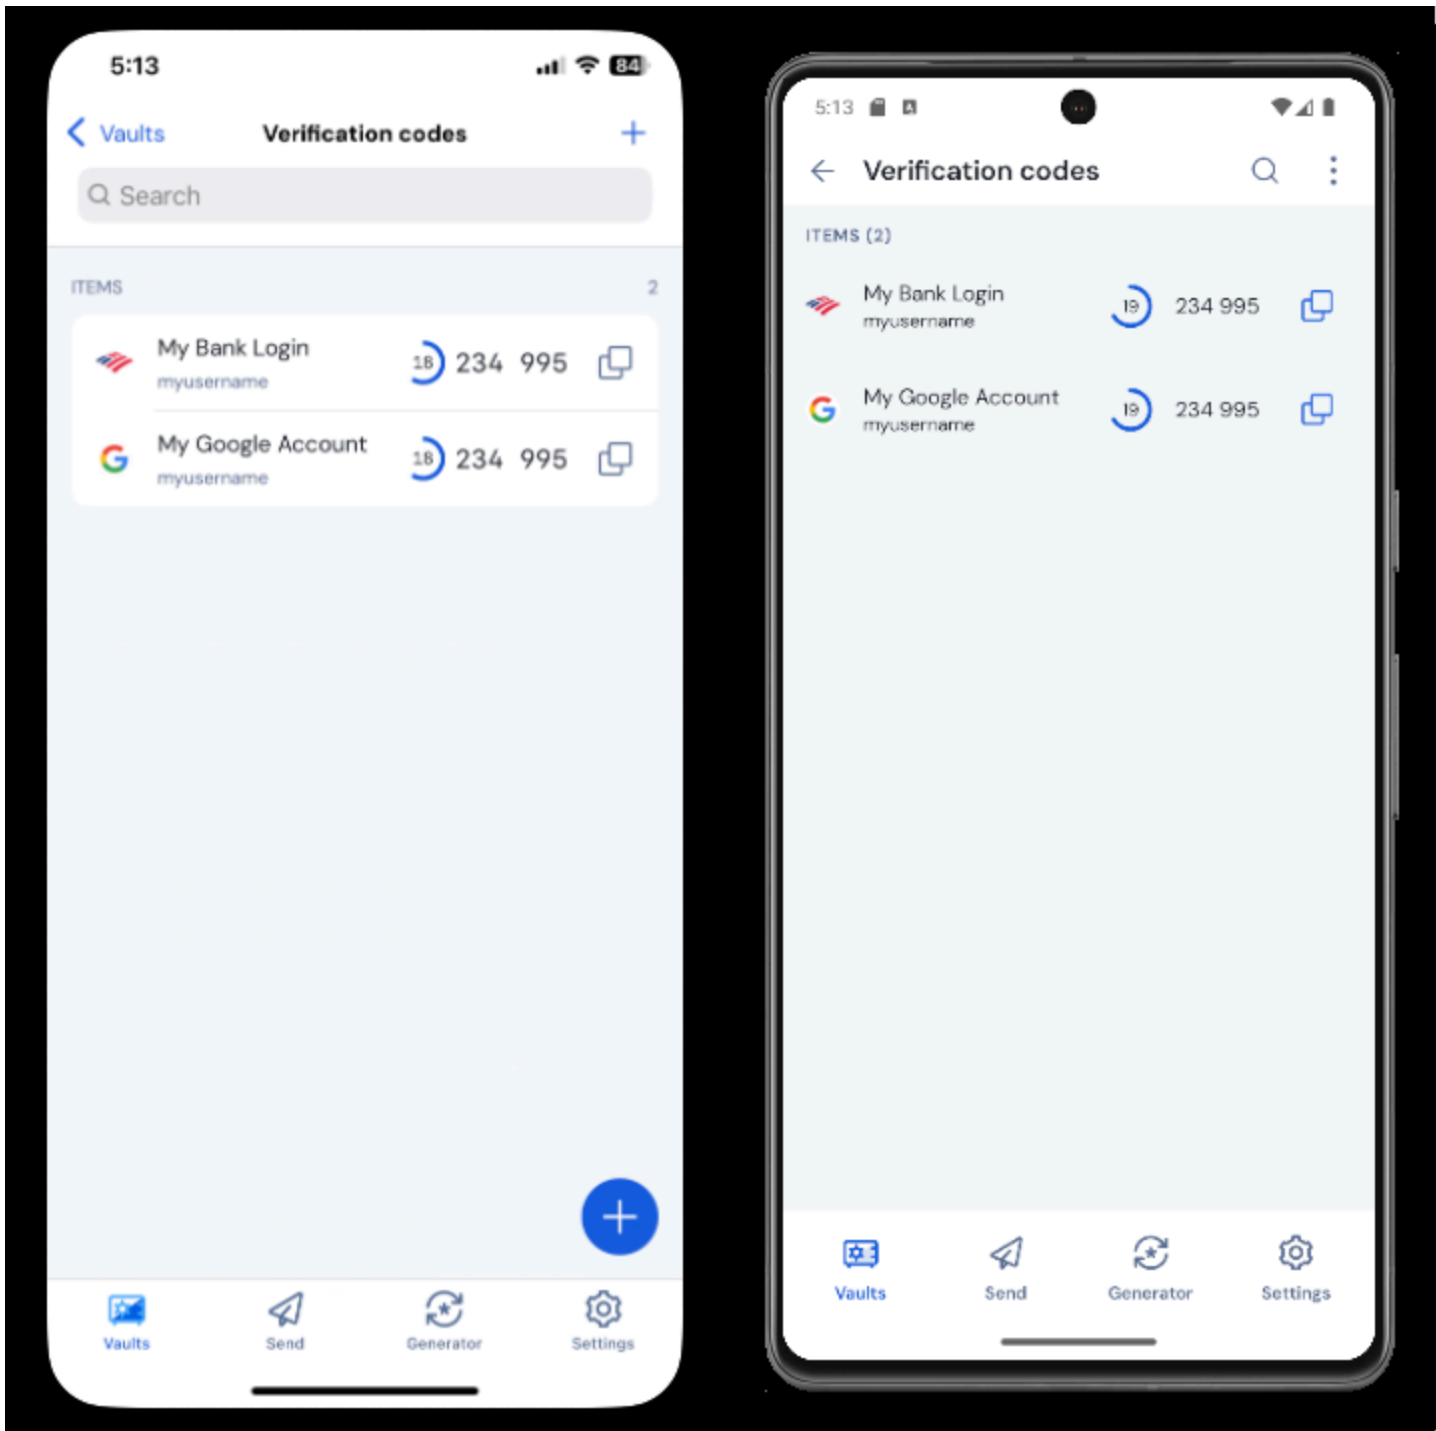 5:13
84
Vaults
Verification codes
Search
ITEMS
2
My Bank Login
myusername
18
234 995
My Google Account
myusername
18
234 995
Vaults
Send
Generator
Settings
5:13
Verification codes
ITEMS (2)
My Bank Login
myusername
19
234 995
My Google Account
myusername
19
234 995
Vaults
Send
Generator
Settings